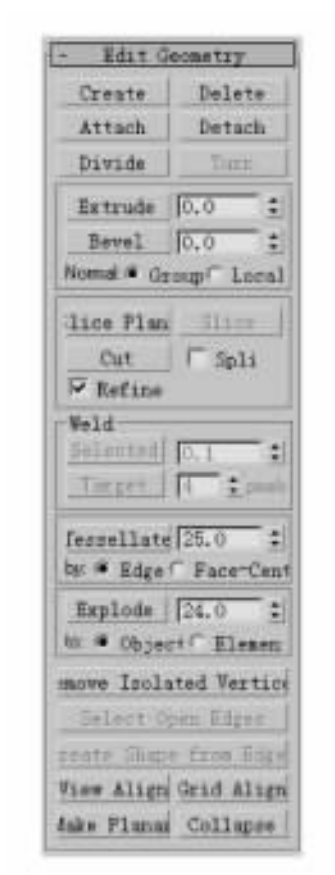 - Edit Geometry
Create Delete
Attach Detach
Divide Turn
Extrude 0.0
Bevel 0.0
Normal Group Local
lice Plan Slice
Cut Spli
Refine
Weld
Selected 0.1
Target 4
Tessellate 25.0
by: Edge Face-Cent
Explode 24.0
to: Object Elemen
emove Isolated Vertice
Select Open Edges
reate Shape from Edge
View Align Grid Align
Make Planar Collapse